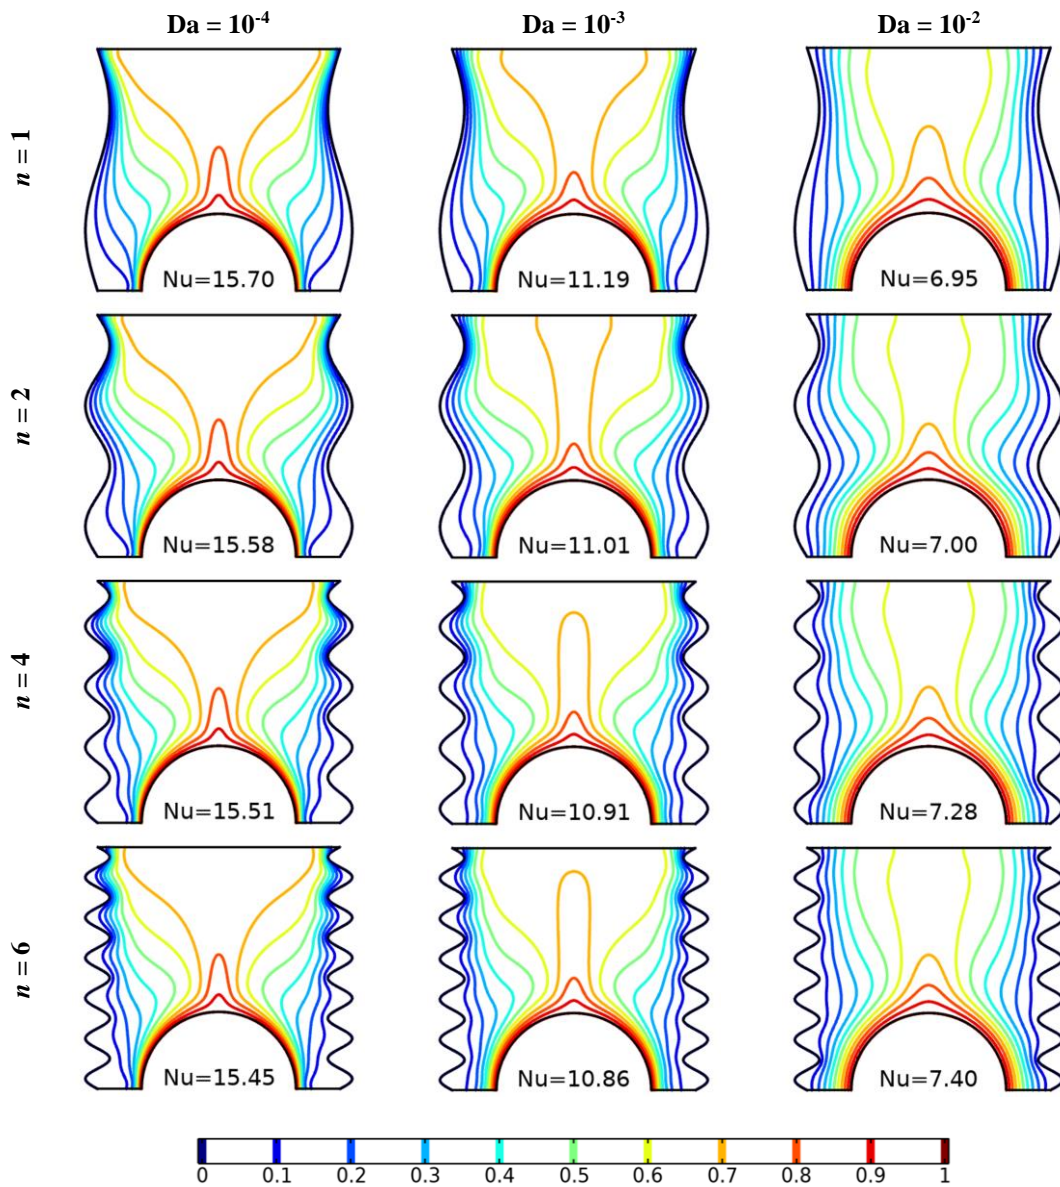 Da = 10⁻⁴ Da = 10⁻³ Da = 10⁻²
n = 1
Nu=15.70 Nu=11.19 Nu=6.95
n = 2
Nu=15.58 Nu=11.01 Nu=7.00
n = 4
Nu=15.51 Nu=10.91 Nu=7.28
n = 6
Nu=15.45 Nu=10.86 Nu=7.40
0 0.1 0.2 0.3 0.4 0.5 0.6 0.7 0.8 0.9 1